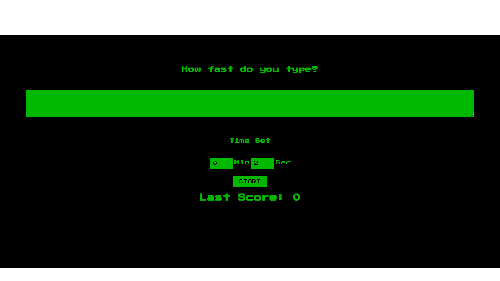 How fast do you type?
Time Set
0 Min 2 Sec
START
Last Score: 0